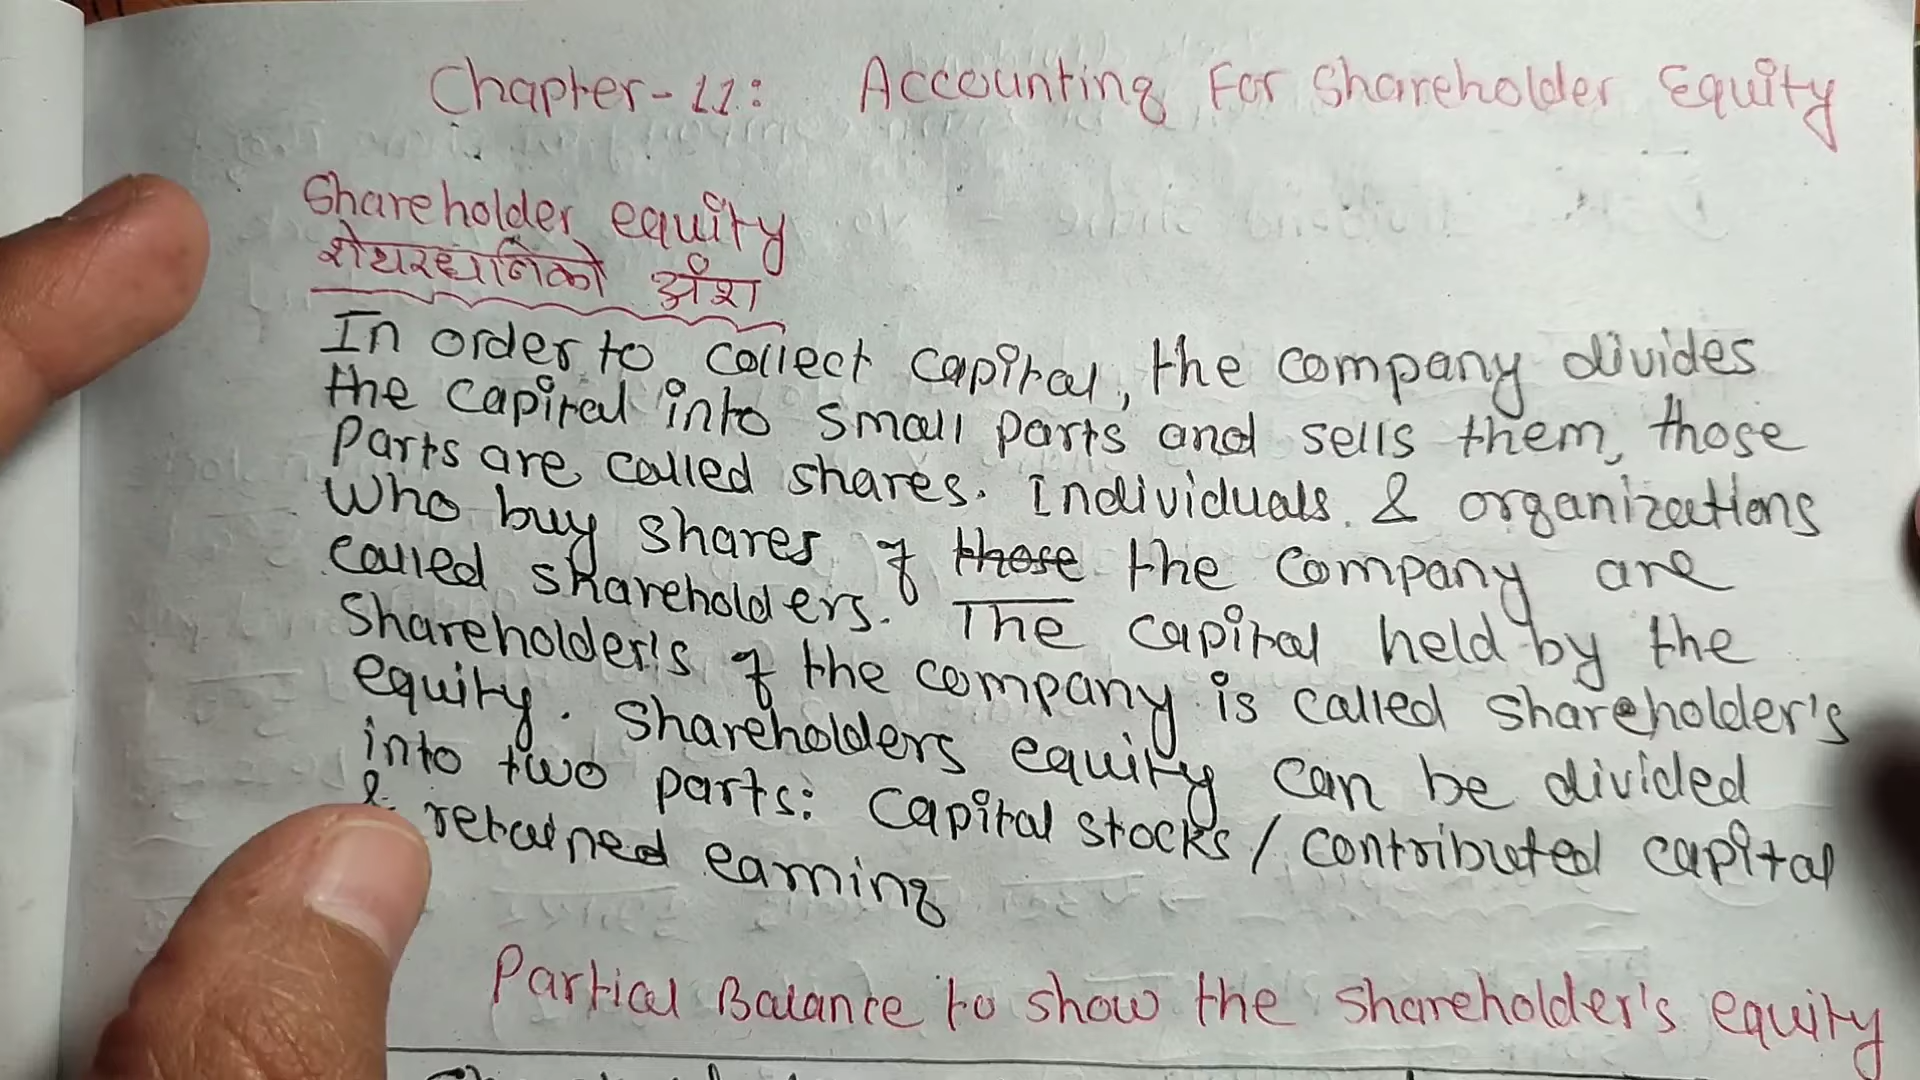 Chapter-11: Accounting For Shareholder Equity
Shareholder equity
शेयरधनिको अंश
In order to collect capital, the company divides
the capital into small parts and sells them, those
Parts are called shares. Individuals & organizations
Who buy shares of those the company are
called shareholders. The capital held by the
Shareholder's of the company is called shareholder's
equity. Shareholders equity can be divided
into two parts: Capital stocks / contributed capital
& retained earning
Partial Balance to show the shareholder's equity